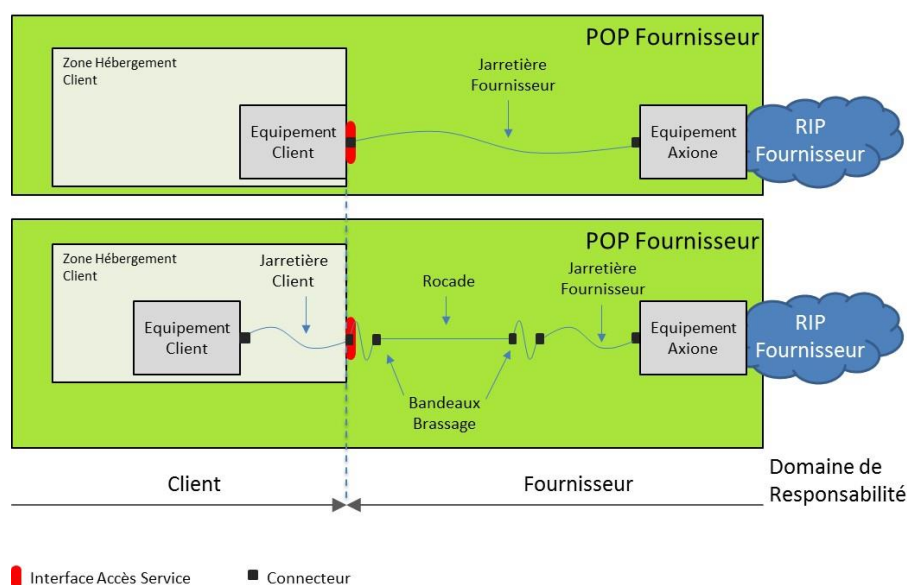 POP Fournisseur
Zone Hébergement
Client
Jarretière
Fournisseur
Equipement
Client
Equipement
Axione
RIP
Fournisseur
POP Fournisseur
Zone Hébergement
Client
Jarretière
Client
Rocade
Jarretière
Fournisseur
Equipement
Client
Equipement
Axione
RIP
Fournisseur
Bandeaux
Brassage
Client
Fournisseur
Domaine de
Responsabilité
Interface Accès Service
Connecteur